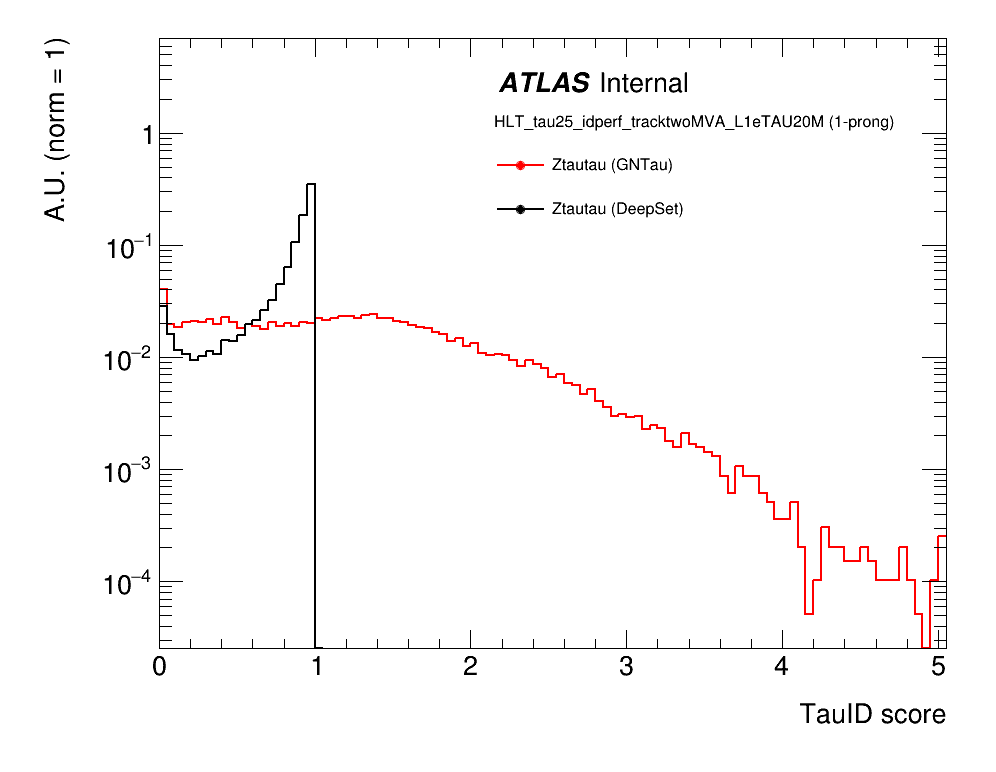 A.U. (norm = 1)
ATLAS Internal
HLT_tau25_idperf_tracktwoMVA_L1eTAU20M (1-prong)
Ztautau (GNTau)
Ztautau (DeepSet)
1
10⁻¹
10⁻²
10⁻³
10⁻⁴
0 1 2 3 4 5
TauID score